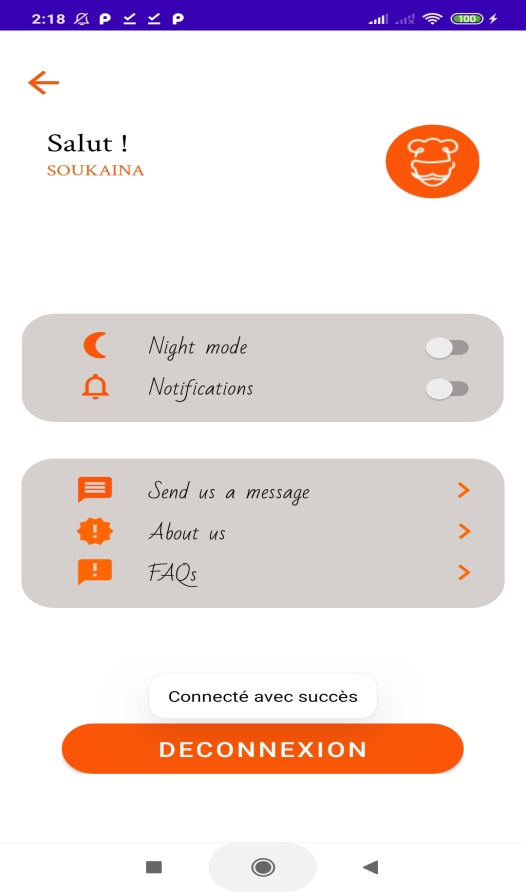 2:18
100
Salut !
SOUKAINA
Night mode
Notifications
Send us a message
About us
FAQs
Connecté avec succès
DECONNEXION